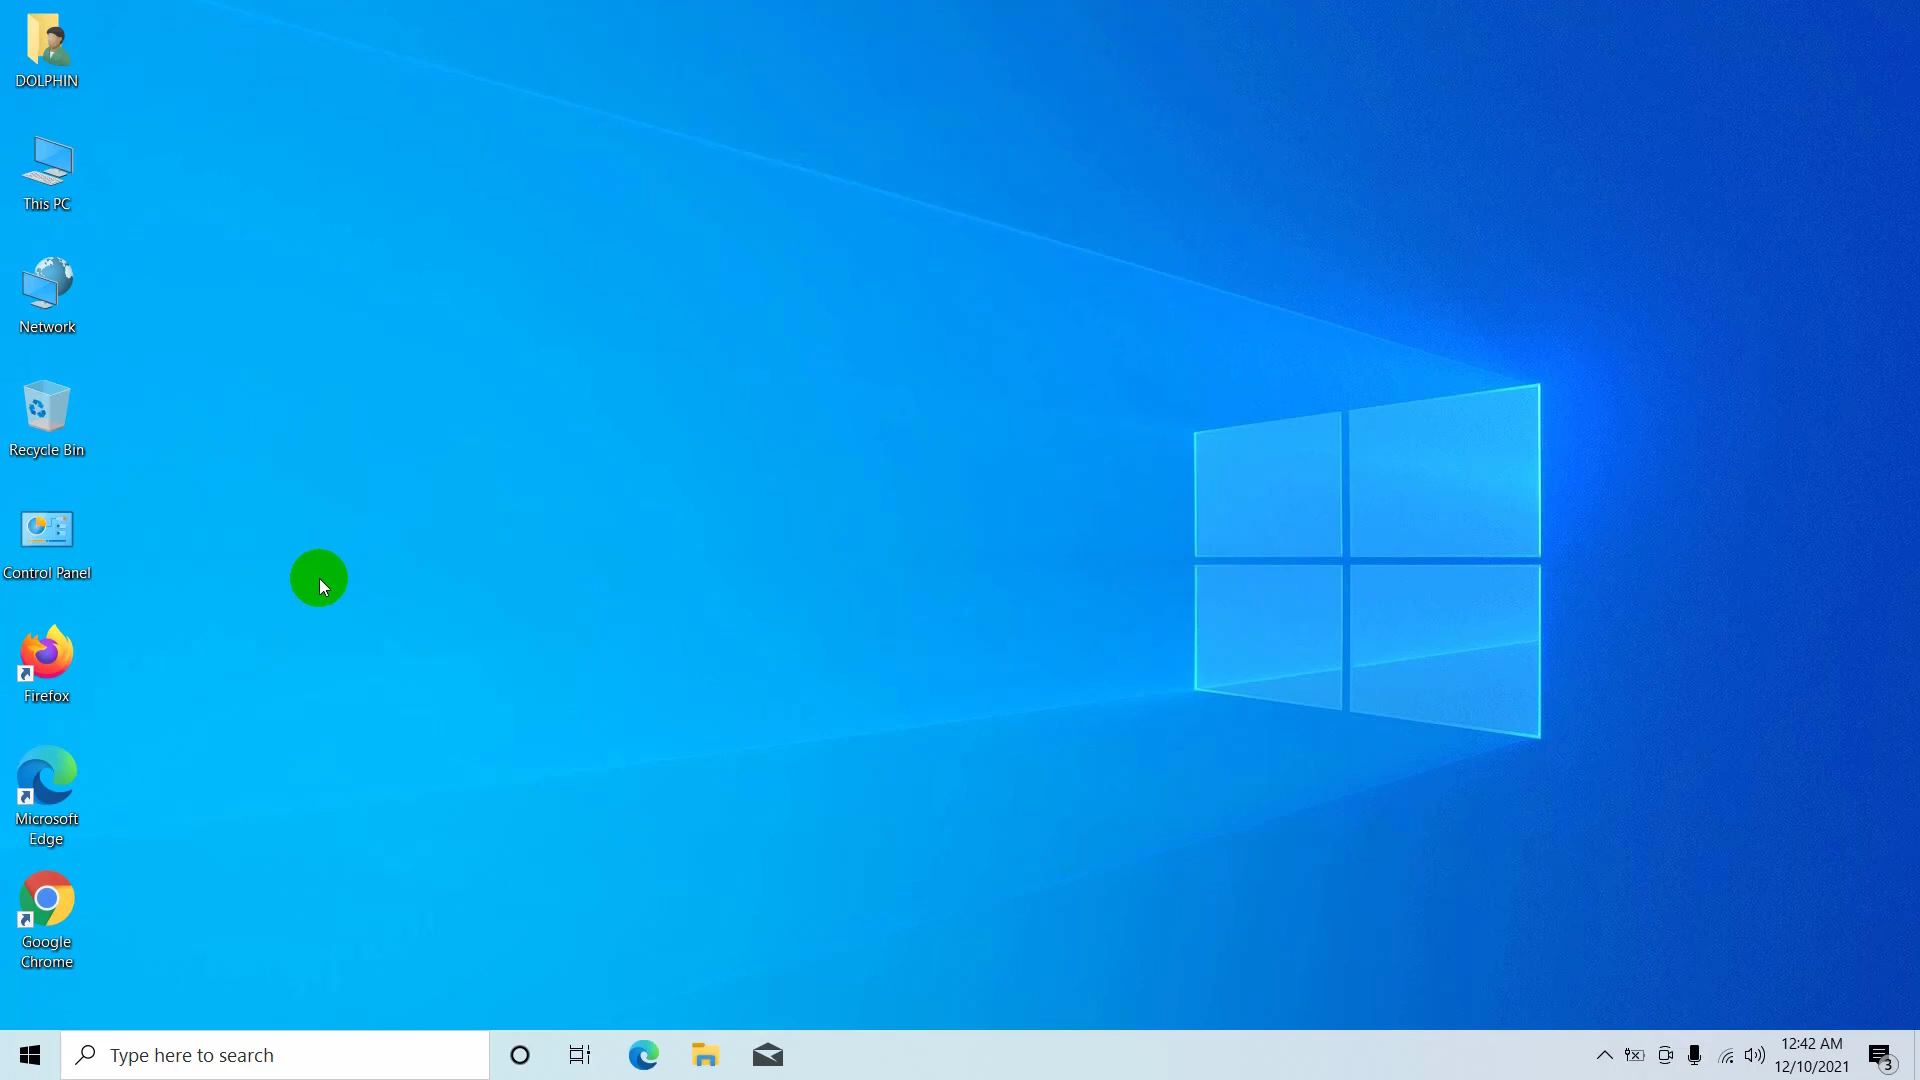 DOLPHIN
This PC
Network
Recycle Bin
Control Panel
Firefox
Microsoft
Edge
Google
Chrome
Type here to search
12:42 AM
12/10/2021
3